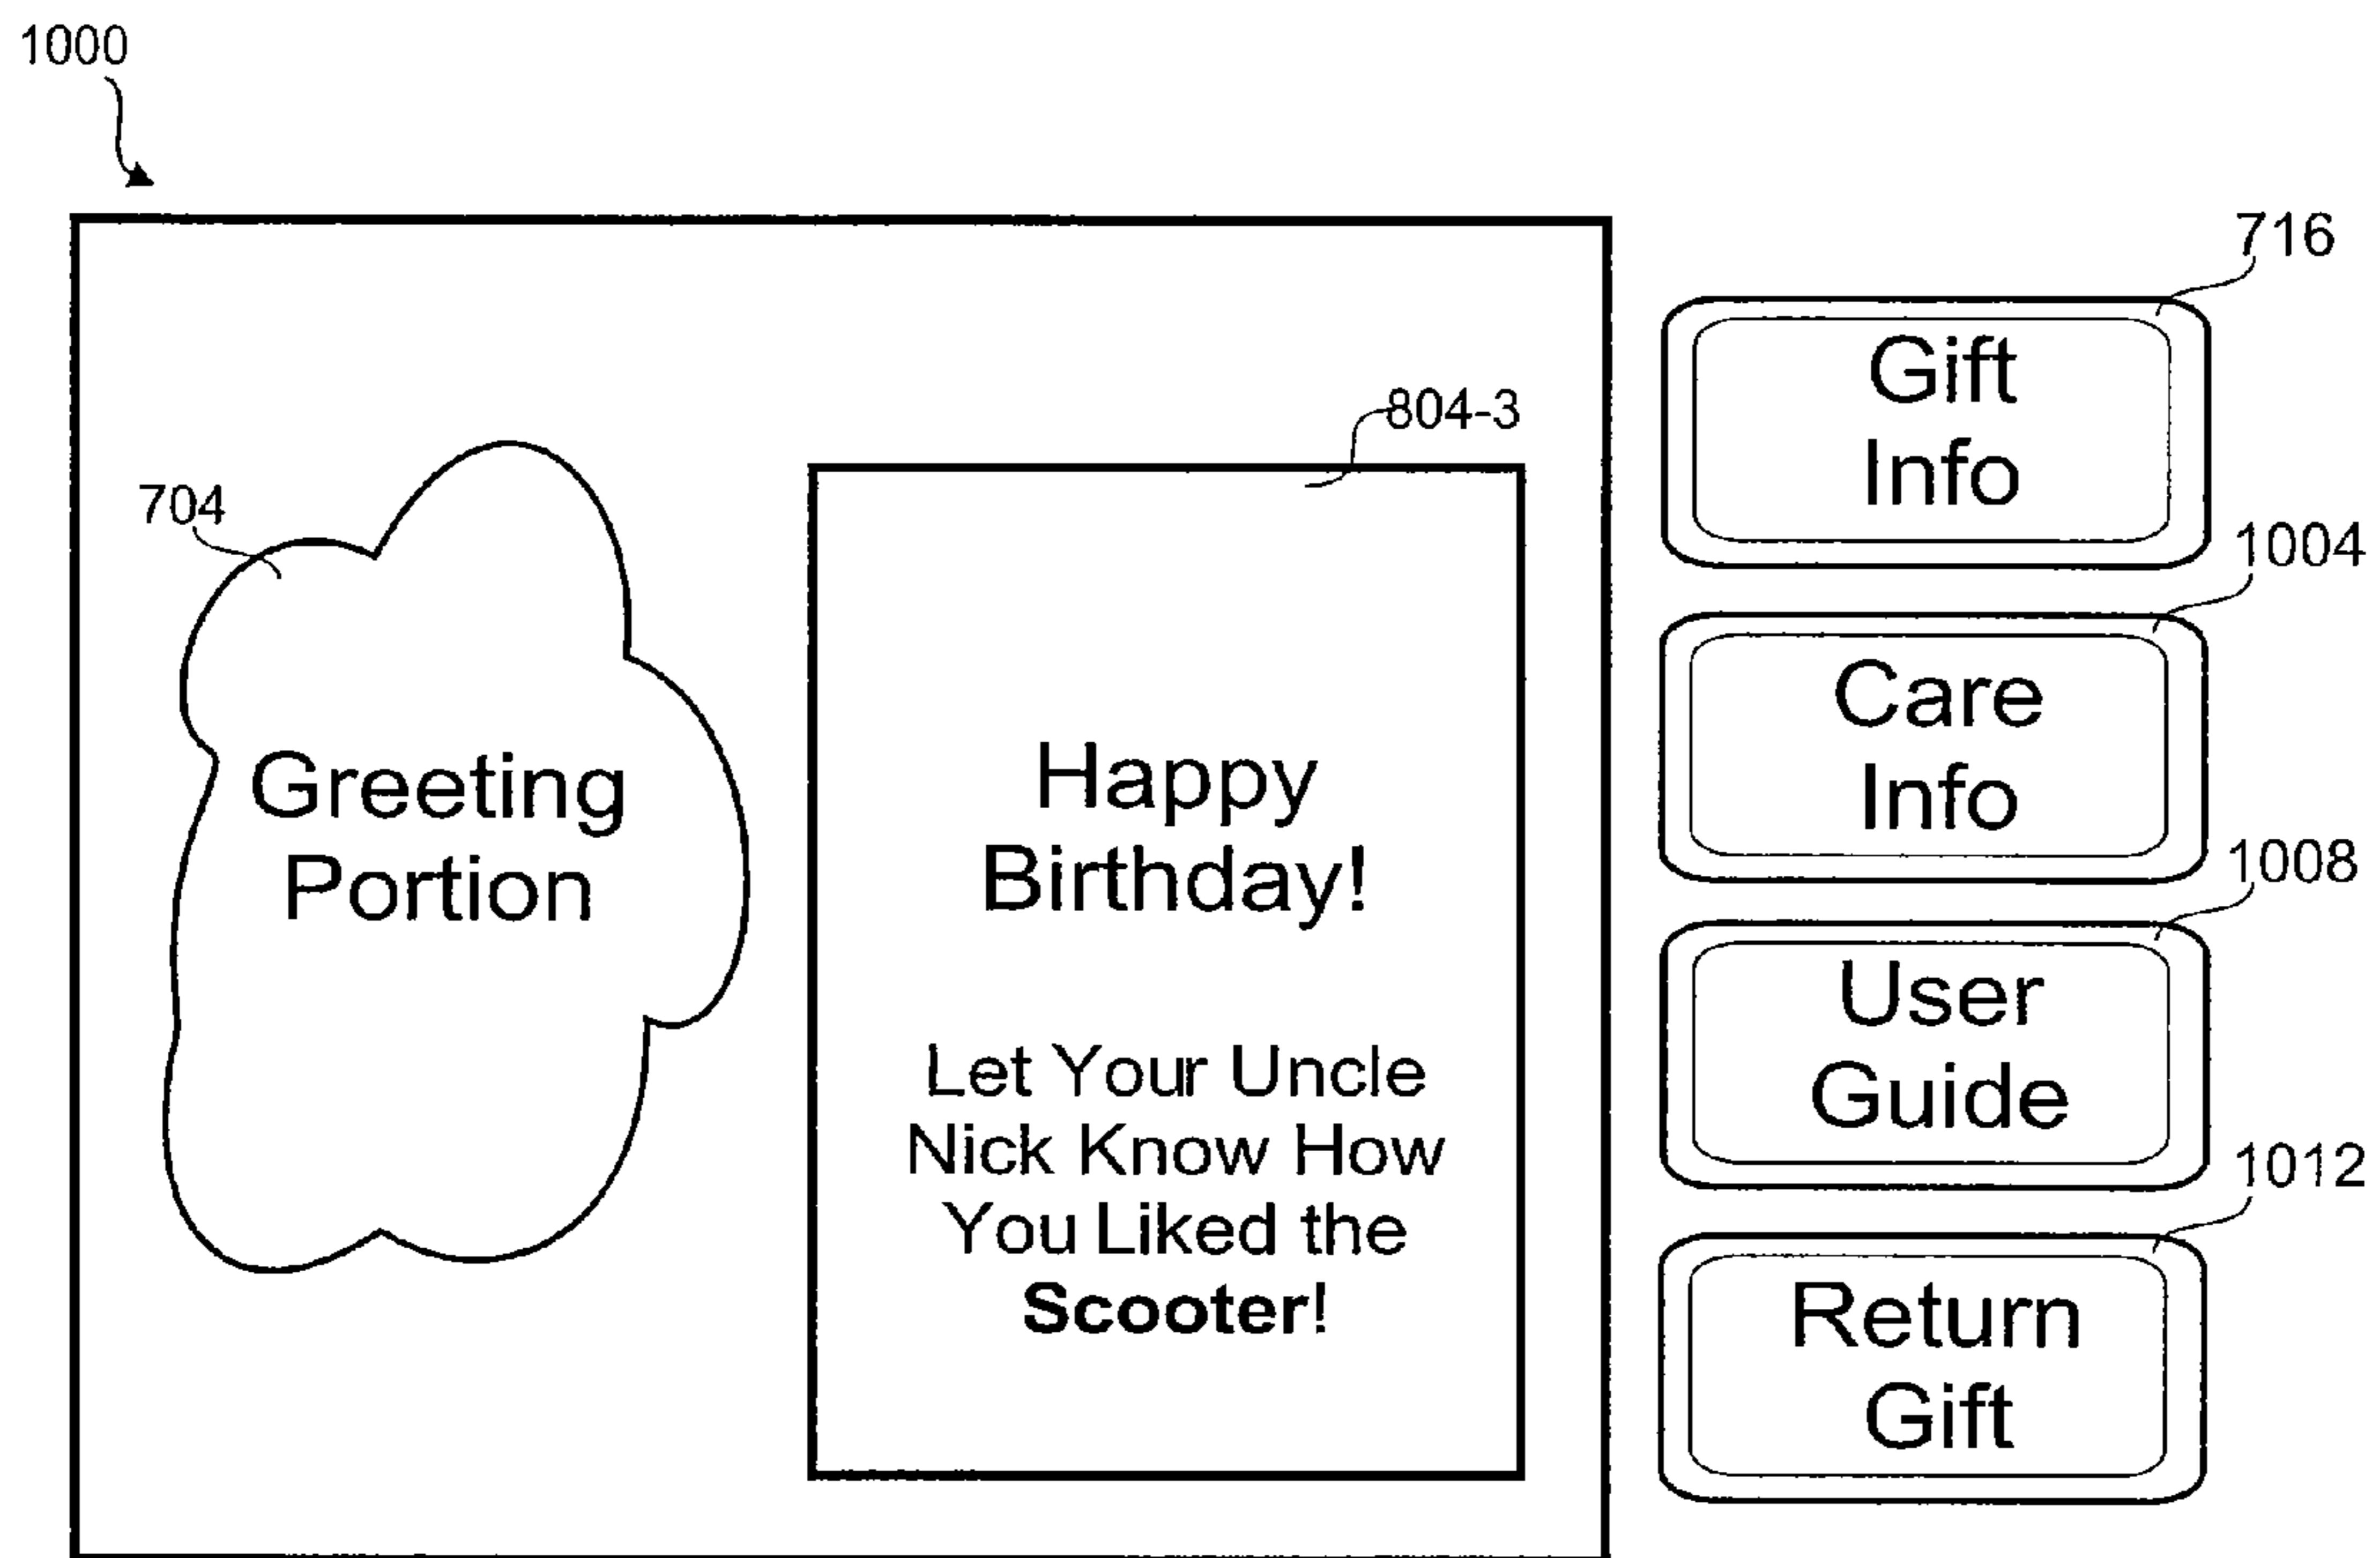 1000
716
Gift
Info
804-3
704
1004
Care
Info
Greeting
Portion
Happy
Birthday!
1008
User
Guide
Let Your Uncle
Nick Know How
You Liked the
Scooter!
1012
Return
Gift